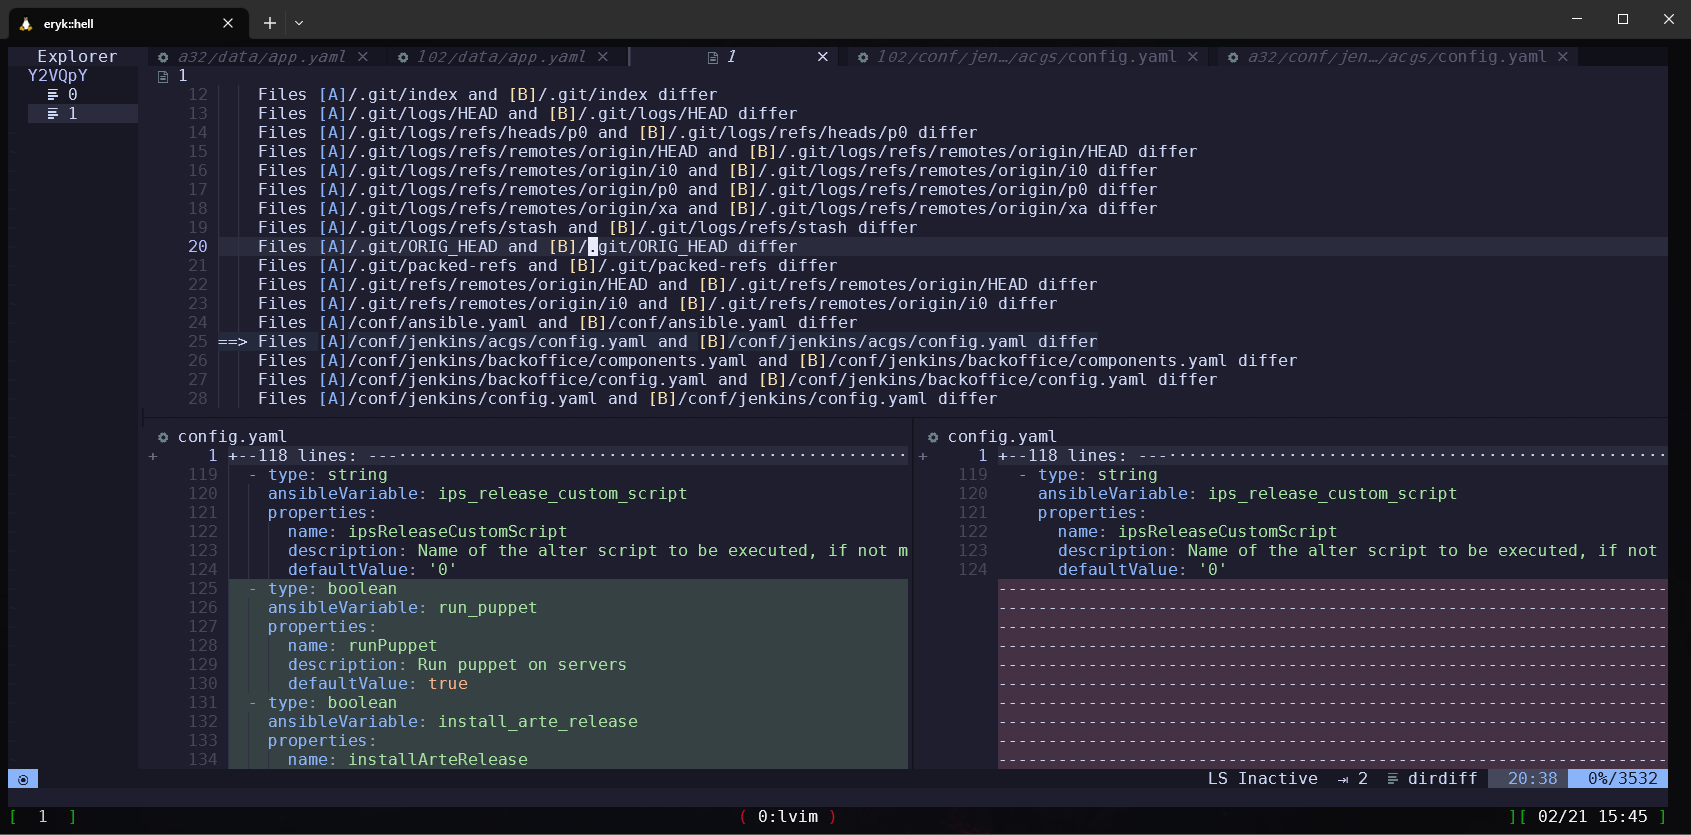 eryk::hell
Explorer
a32/data/app.yaml
102/data/app.yaml
1
102/conf/jen…/acgs/config.yaml
a32/conf/jen…/acgs/config.yaml
Y2VQpY
0
1
1
12 Files [A]/.git/index and [B]/.git/index differ
13 Files [A]/.git/logs/HEAD and [B]/.git/logs/HEAD differ
14 Files [A]/.git/logs/refs/heads/p0 and [B]/.git/logs/refs/heads/p0 differ
15 Files [A]/.git/logs/refs/remotes/origin/HEAD and [B]/.git/logs/refs/remotes/origin/HEAD differ
16 Files [A]/.git/logs/refs/remotes/origin/i0 and [B]/.git/logs/refs/remotes/origin/i0 differ
17 Files [A]/.git/logs/refs/remotes/origin/p0 and [B]/.git/logs/refs/remotes/origin/p0 differ
18 Files [A]/.git/logs/refs/remotes/origin/xa and [B]/.git/logs/refs/remotes/origin/xa differ
19 Files [A]/.git/logs/refs/stash and [B]/.git/logs/refs/stash differ
20 Files [A]/.git/ORIG_HEAD and [B]/.git/ORIG_HEAD differ
21 Files [A]/.git/packed-refs and [B]/.git/packed-refs differ
22 Files [A]/.git/refs/remotes/origin/HEAD and [B]/.git/refs/remotes/origin/HEAD differ
23 Files [A]/.git/refs/remotes/origin/i0 and [B]/.git/refs/remotes/origin/i0 differ
24 Files [A]/conf/ansible.yaml and [B]/conf/ansible.yaml differ
25 ==> Files [A]/conf/jenkins/acgs/config.yaml and [B]/conf/jenkins/acgs/config.yaml differ
26 Files [A]/conf/jenkins/backoffice/components.yaml and [B]/conf/jenkins/backoffice/components.yaml differ
27 Files [A]/conf/jenkins/backoffice/config.yaml and [B]/conf/jenkins/backoffice/config.yaml differ
28 Files [A]/conf/jenkins/config.yaml and [B]/conf/jenkins/config.yaml differ
config.yaml
+ 1 +--118 lines: ---
119 - type: string
120 ansibleVariable: ips_release_custom_script
121 properties:
122 name: ipsReleaseCustomScript
123 description: Name of the alter script to be executed, if not m
124 defaultValue: '0'
125 - type: boolean
126 ansibleVariable: run_puppet
127 properties:
128 name: runPuppet
129 description: Run puppet on servers
130 defaultValue: true
131 - type: boolean
132 ansibleVariable: install_arte_release
133 properties:
134 name: installArteRelease
config.yaml
+ 1 +--118 lines: ---
119 - type: string
120 ansibleVariable: ips_release_custom_script
121 properties:
122 name: ipsReleaseCustomScript
123 description: Name of the alter script to be executed, if not
124 defaultValue: '0'
LS Inactive 2 dirdiff 20:38 0%/3532
[ 1 ] ( 0:lvim ) ][ 02/21 15:45 ]